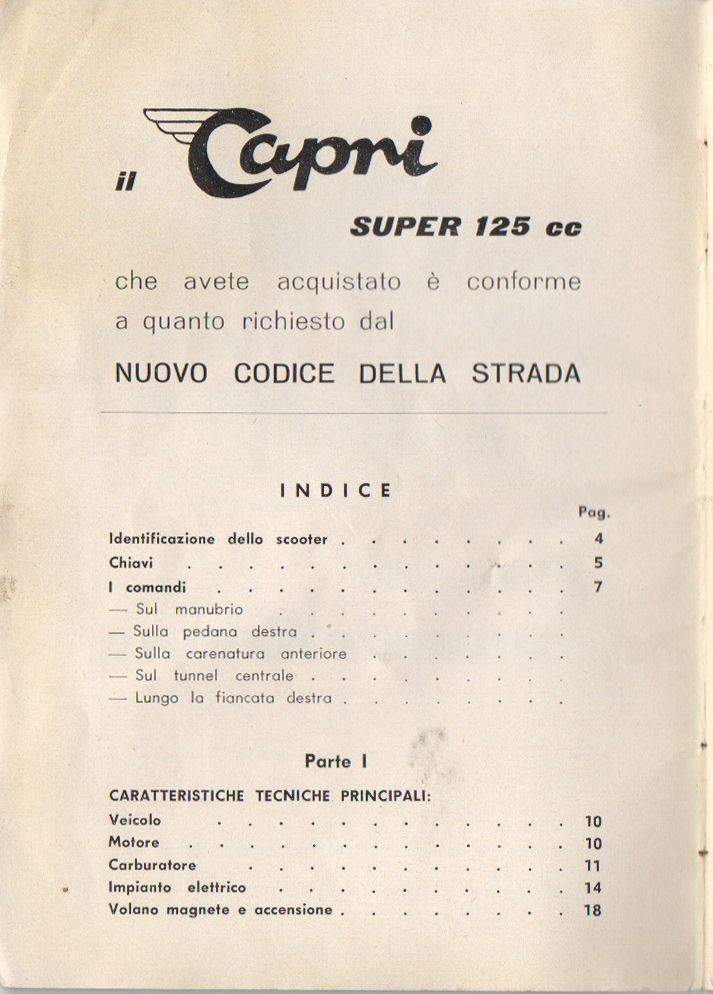 il Capri
SUPER 125 cc
che avete acquistato è conforme
a quanto richiesto dal
NUOVO CODICE DELLA STRADA
INDICE
Pag.
Identificazione dello scooter . . . . . . . . 4
Chiavi . . . . . . . . . . . . . 5
I comandi . . . . . . . . . . . . 7
— Sul manubrio . . . . . . . . . .
— Sulla pedana destra . . . . . . . . .
— Sulla carenatura anteriore . . . . . . .
— Sul tunnel centrale . . . . . . . . .
— Lungo la fiancata destra . . . . . . . .
Parte I
CARATTERISTICHE TECNICHE PRINCIPALI:
Veicolo . . . . . . . . . . . . 10
Motore . . . . . . . . . . . . . 10
Carburatore . . . . . . . . . . . 11
Impianto elettrico . . . . . . . . . . 14
Volano magnete e accensione . . . . . . . . 18